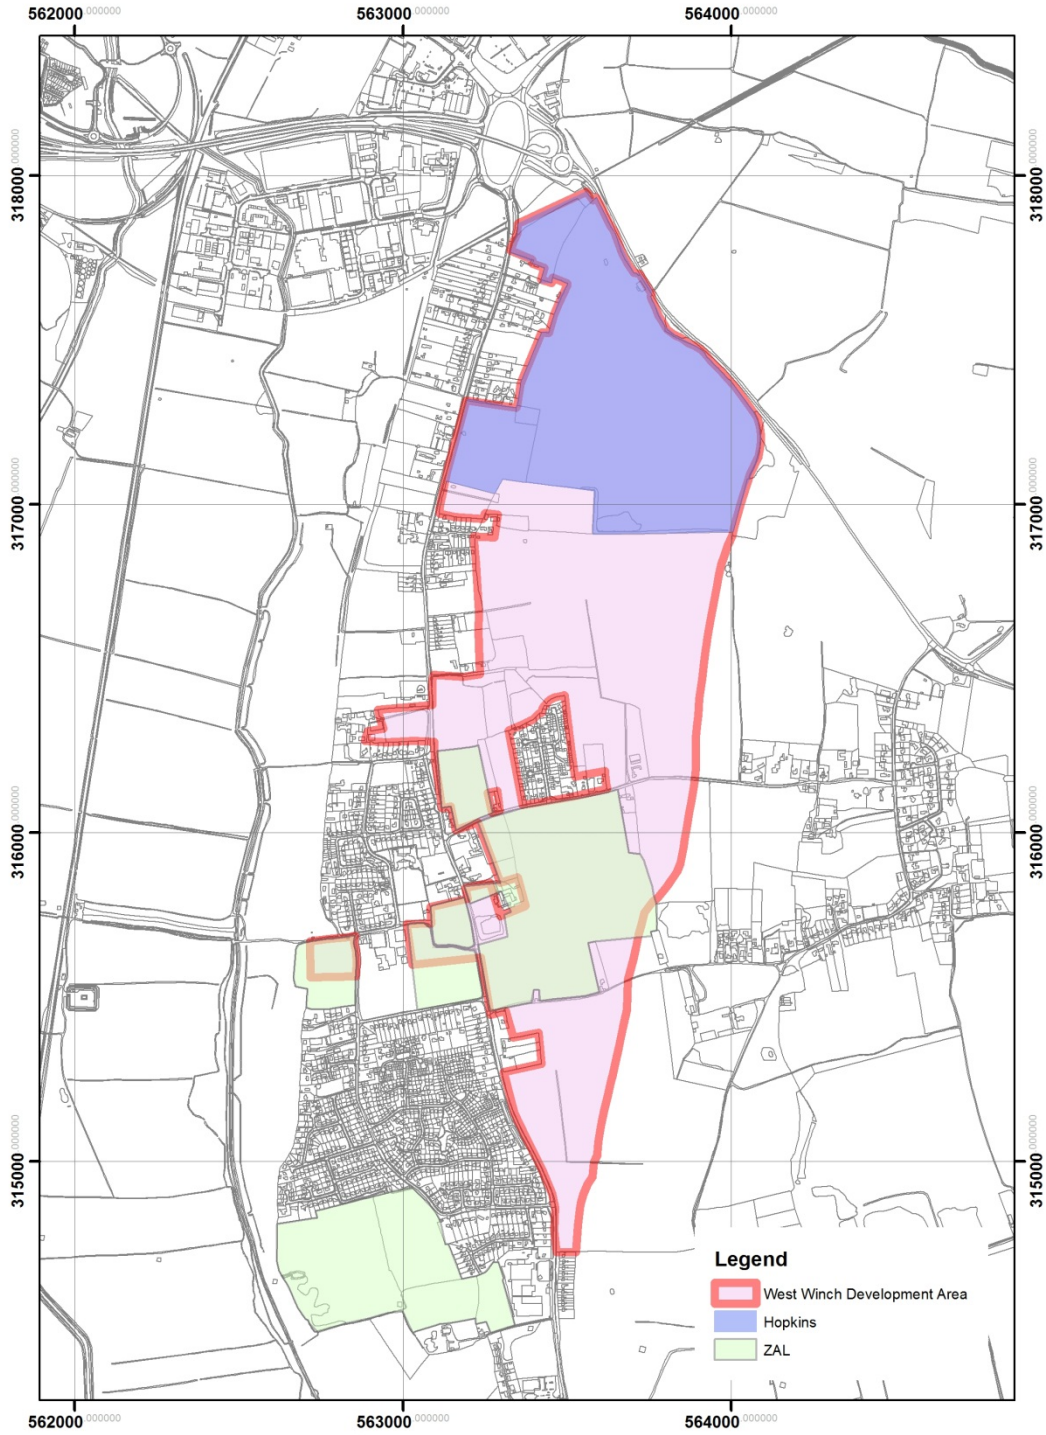 562000.000000 563000.000000 564000.000000
318000.000000 318000.000000
317000.000000 317000.000000
316000.000000 316000.000000
315000.000000 315000.000000
Legend
West Winch Development Area
Hopkins
ZAL
562000.000000 563000.000000 564000.000000